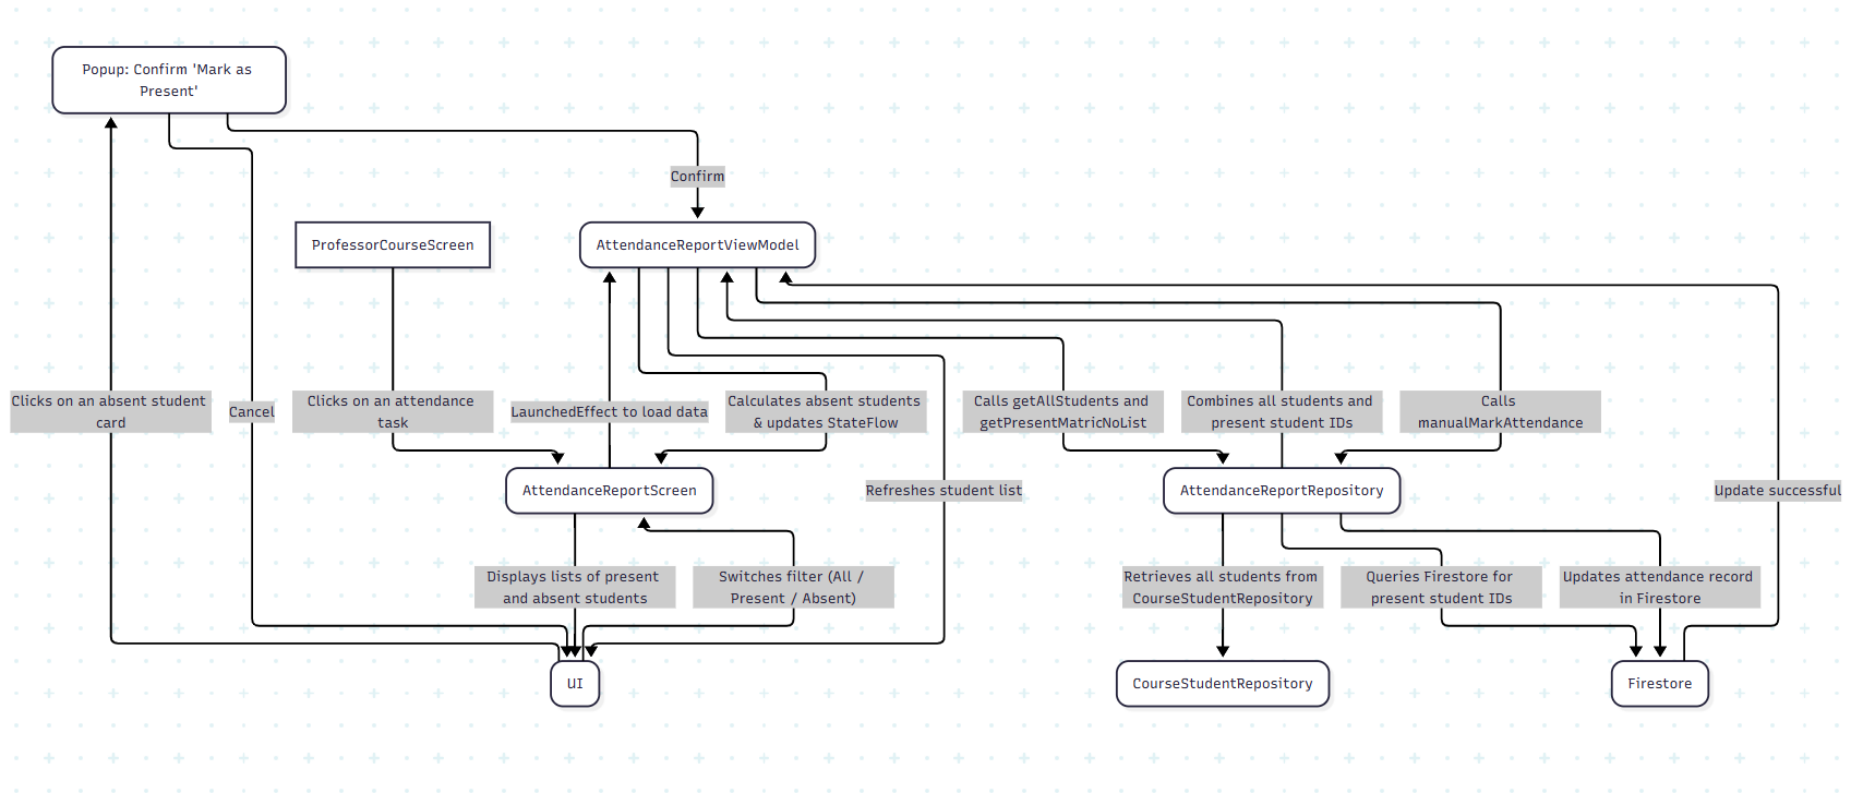 Popup: Confirm 'Mark as
Present'
Confirm
ProfessorCourseScreen
AttendanceReportViewModel
Clicks on an absent student
card
Cancel
Clicks on an attendance
task
LaunchedEffect to load data
Calculates absent students
& updates StateFlow
Calls getAllStudents and
getPresentMatricNoList
Combines all students and
present student IDs
Calls
manualMarkAttendance
AttendanceReportScreen
Refreshes student list
AttendanceReportRepository
Update successful
Displays lists of present
and absent students
Switches filter (All /
Present / Absent)
Retrieves all students from
CourseStudentRepository
Queries Firestore for
present student IDs
Updates attendance record
in Firestore
UI
CourseStudentRepository
Firestore